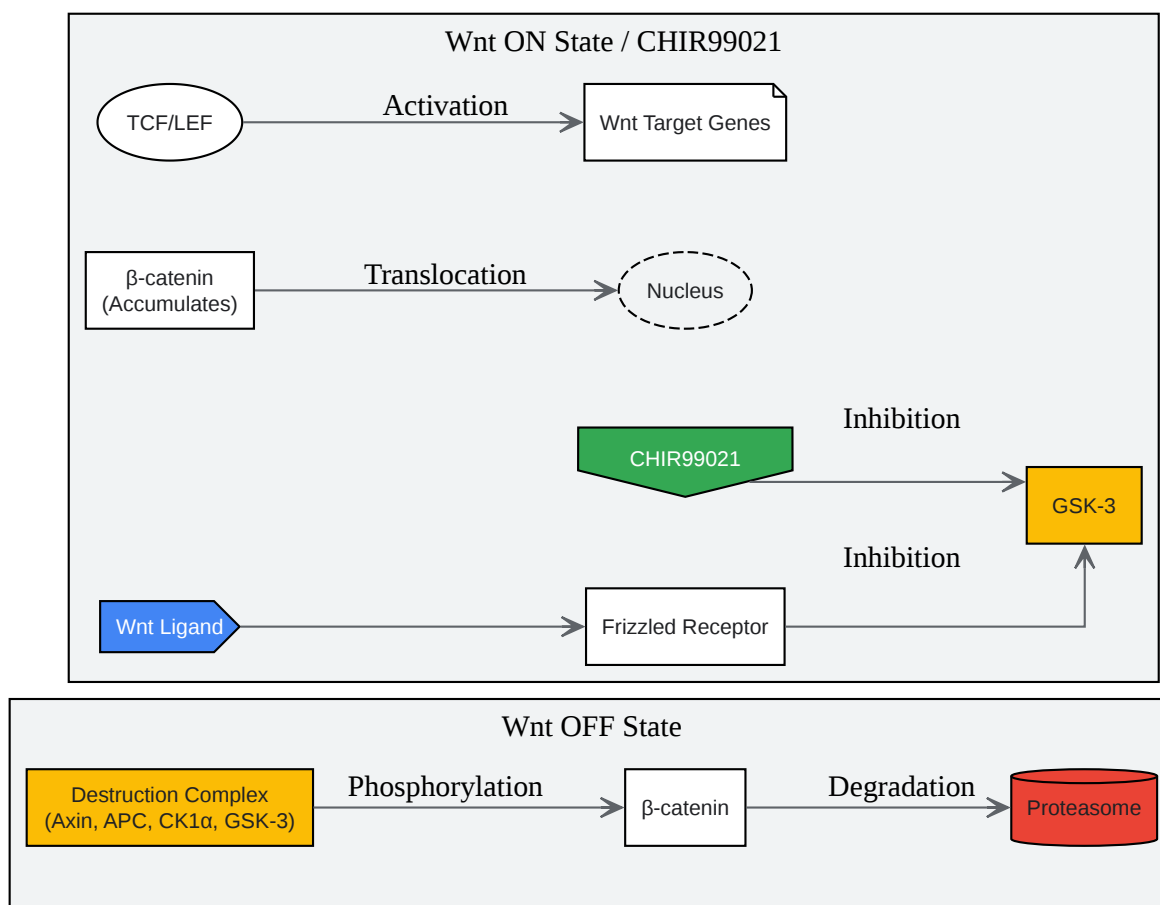 Wnt ON State / CHIR99021
TCF/LEF
Activation
Wnt Target Genes
β-catenin
(Accumulates)
Translocation
Nucleus
CHIR99021
Inhibition
GSK-3
Inhibition
Wnt Ligand
Frizzled Receptor
Wnt OFF State
Destruction Complex
(Axin, APC, CK1α, GSK-3)
Phosphorylation
β-catenin
Degradation
Proteasome